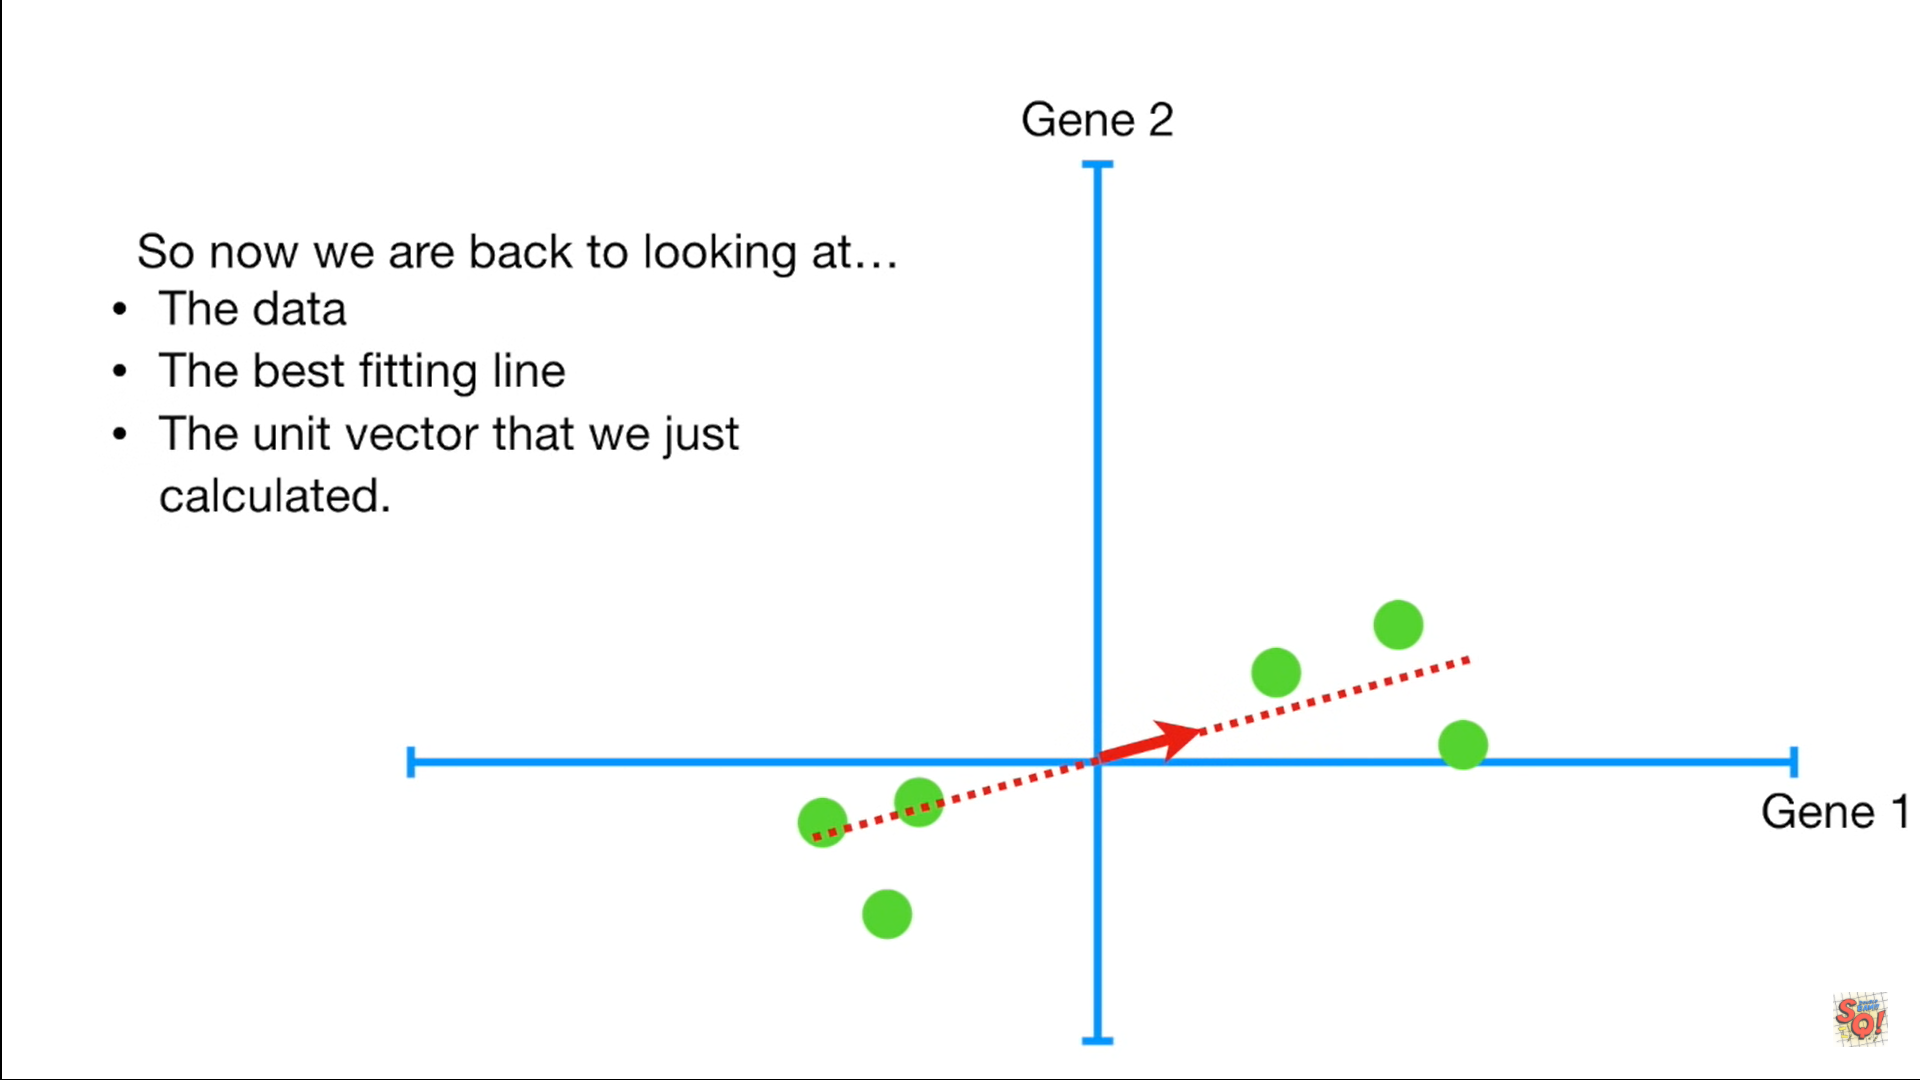 Gene 2
So now we are back to looking at…
• The data
• The best fitting line
• The unit vector that we just
calculated.
Gene 1
SQ!